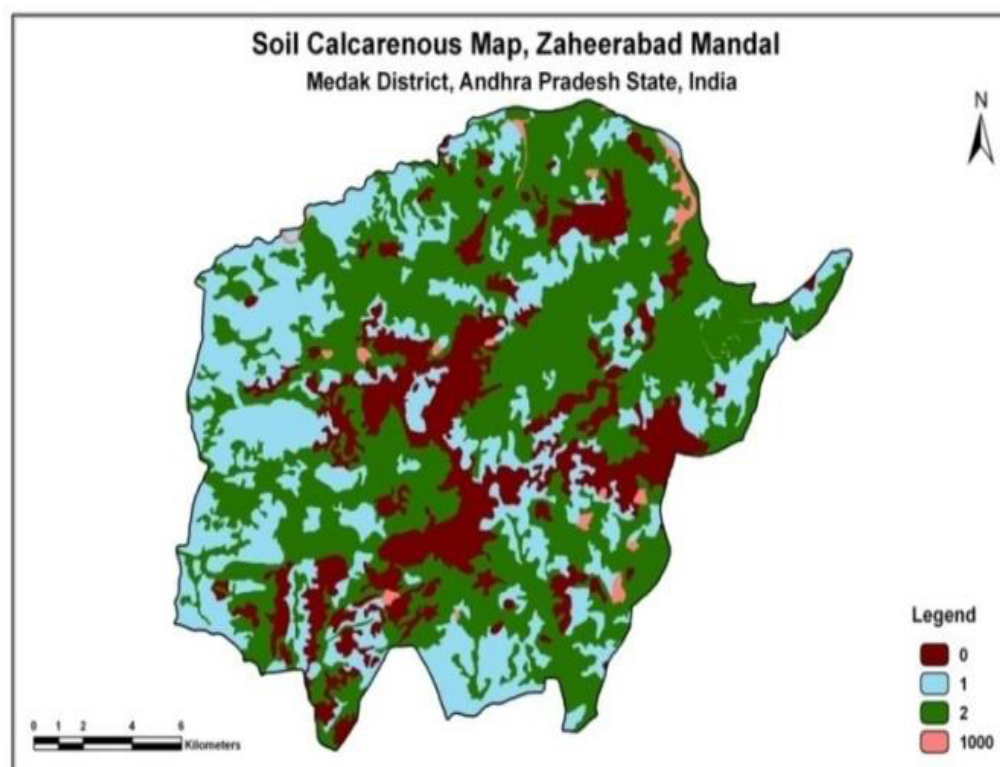 Soil Calcarenous Map, Zaheerabad Mandal
Medak District, Andhra Pradesh State, India
N
Legend
0
1
2
1000
0 1 2 4 6
Kilometers